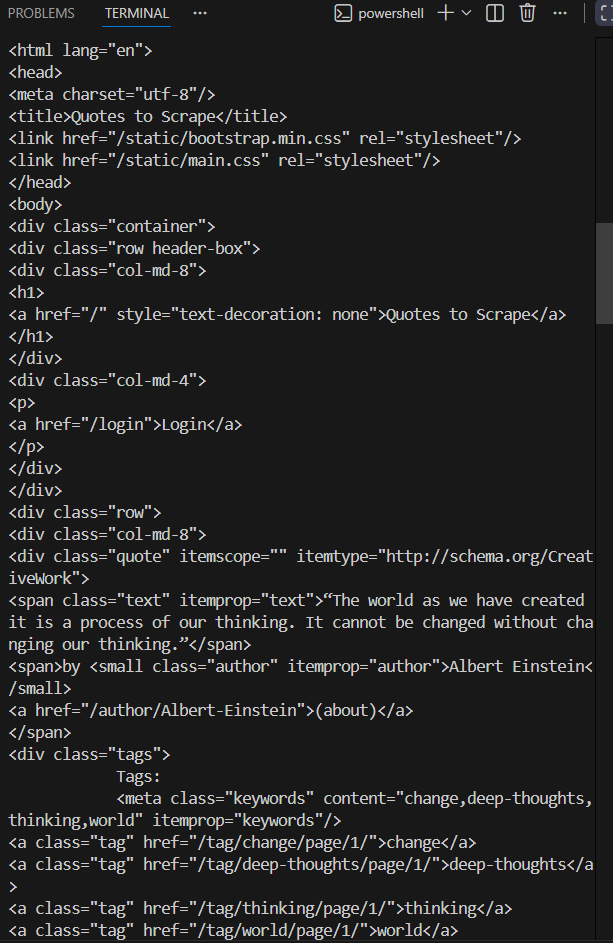 PROBLEMS TERMINAL ··· powershell
<html lang="en">
<head>
<meta charset="utf-8"/>
<title>Quotes to Scrape</title>
<link href="/static/bootstrap.min.css" rel="stylesheet"/>
<link href="/static/main.css" rel="stylesheet"/>
</head>
<body>
<div class="container">
<div class="row header-box">
<div class="col-md-8">
<h1>
<a href="/" style="text-decoration: none">Quotes to Scrape</a>
</h1>
</div>
<div class="col-md-4">
<p>
<a href="/login">Login</a>
</p>
</div>
</div>
<div class="row">
<div class="col-md-8">
<div class="quote" itemscope="" itemtype="http://schema.org/Creat
iveWork">
<span class="text" itemprop="text">“The world as we have created
it is a process of our thinking. It cannot be changed without cha
nging our thinking.”</span>
<span>by <small class="author" itemprop="author">Albert Einstein<
/small>
<a href="/author/Albert-Einstein">(about)</a>
</span>
<div class="tags">
            Tags:
            <meta class="keywords" content="change,deep-thoughts,
thinking,world" itemprop="keywords"/>
<a class="tag" href="/tag/change/page/1/">change</a>
<a class="tag" href="/tag/deep-thoughts/page/1/">deep-thoughts</a
>
<a class="tag" href="/tag/thinking/page/1/">thinking</a>
<a class="tag" href="/tag/world/page/1/">world</a>